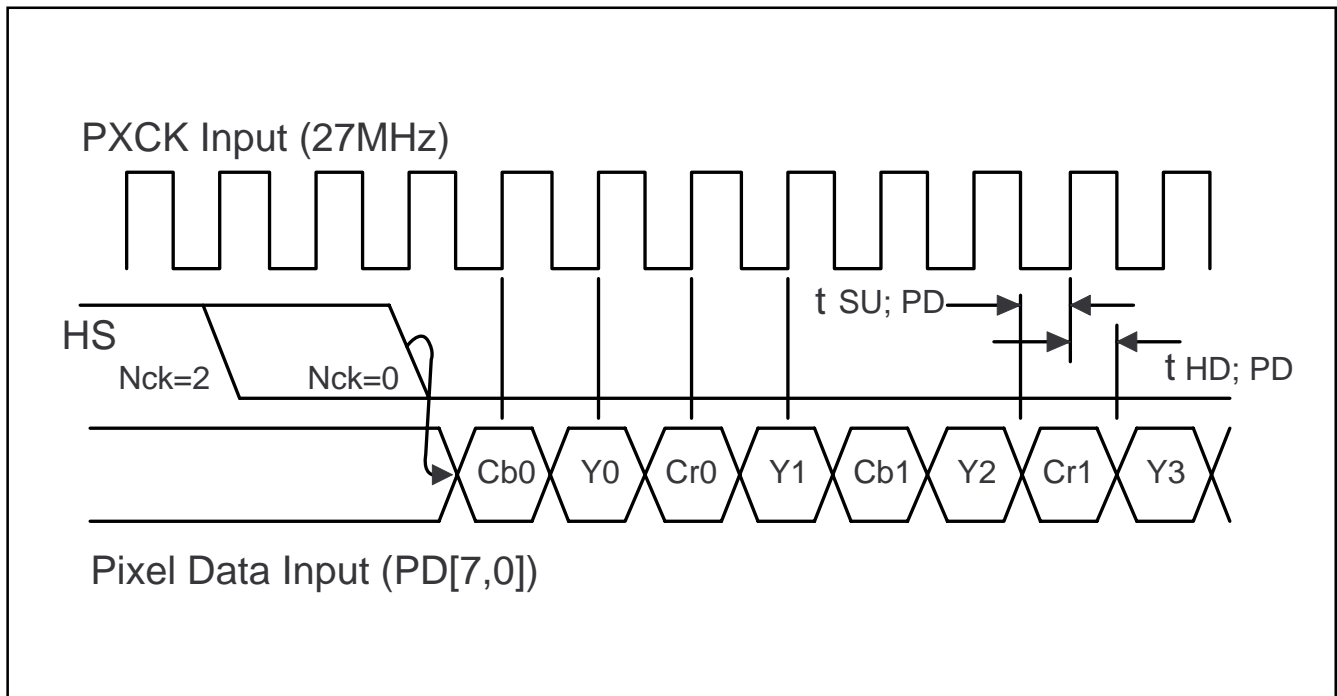 PXCK Input (27MHz)
t SU; PD
HS
Nck=2
Nck=0
t HD; PD
Cb0
Y0
Cr0
Y1
Cb1
Y2
Cr1
Y3
Pixel Data Input (PD[7,0])